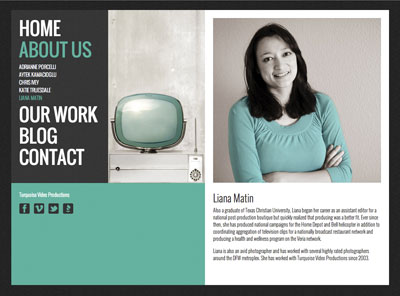 HOME
ABOUT US
ADRIANNE PORCELLI
AYTEK KAMACIOGLU
CHRIS IVEY
KATIE TRUESDALE
LIANA MATIN
OUR WORK
BLOG
CONTACT
Turquoise Video Productions
Liana Matin
Also a graduate of Texas Christian University, Liana began her career as an assistant editor for a
national post production boutique but quickly realized that producing was a better fit. Ever since
then, she has produced national campaigns for the Home Depot and Bell helicopter in addition to
coordinating aggregation of television clips for a nationally broadcast restaurant network and
producing a health and wellness program on the Veria network.
Liana is also an avid photographer and has worked with several highly rated photographers
around the DFW metroplex. She has worked with Turquoise Video Productions since 2003.